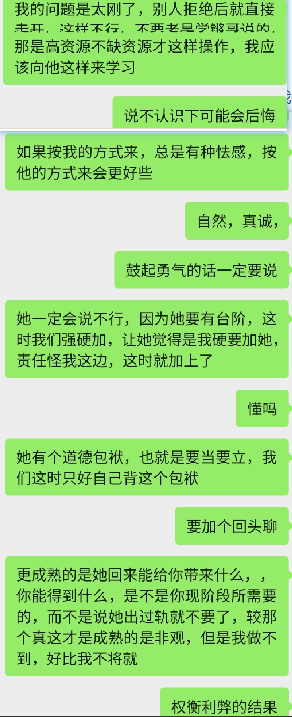 我的问题是太刚了，别人拒绝后就直接
走开，这样不行，不要老是学够哥说的，
那是高资源不缺资源才这样操作，我应
该向他这样来学习
说不认识下可能会后悔
如果按我的方式来，总是有种怯感，按
他的方式来会更好些
自然，真诚，
鼓起勇气的话一定要说
她一定会说不行，因为她要有台阶，这
时我们强硬加，让她觉得是我硬要加她，
责任怪我这边，这时就加上了
懂吗
她有个道德包袱，也就是要当要立，我
们这时只好自己背这个包袱
要加个回头聊
更成熟的是她回来能给你带来什么，，
你能得到什么，是不是你现阶段所需要
的，而不是说她出过轨就不要了，较那
个真这才是成熟的是非观，但是我做不
到，好比我不将就
权衡利弊的结果